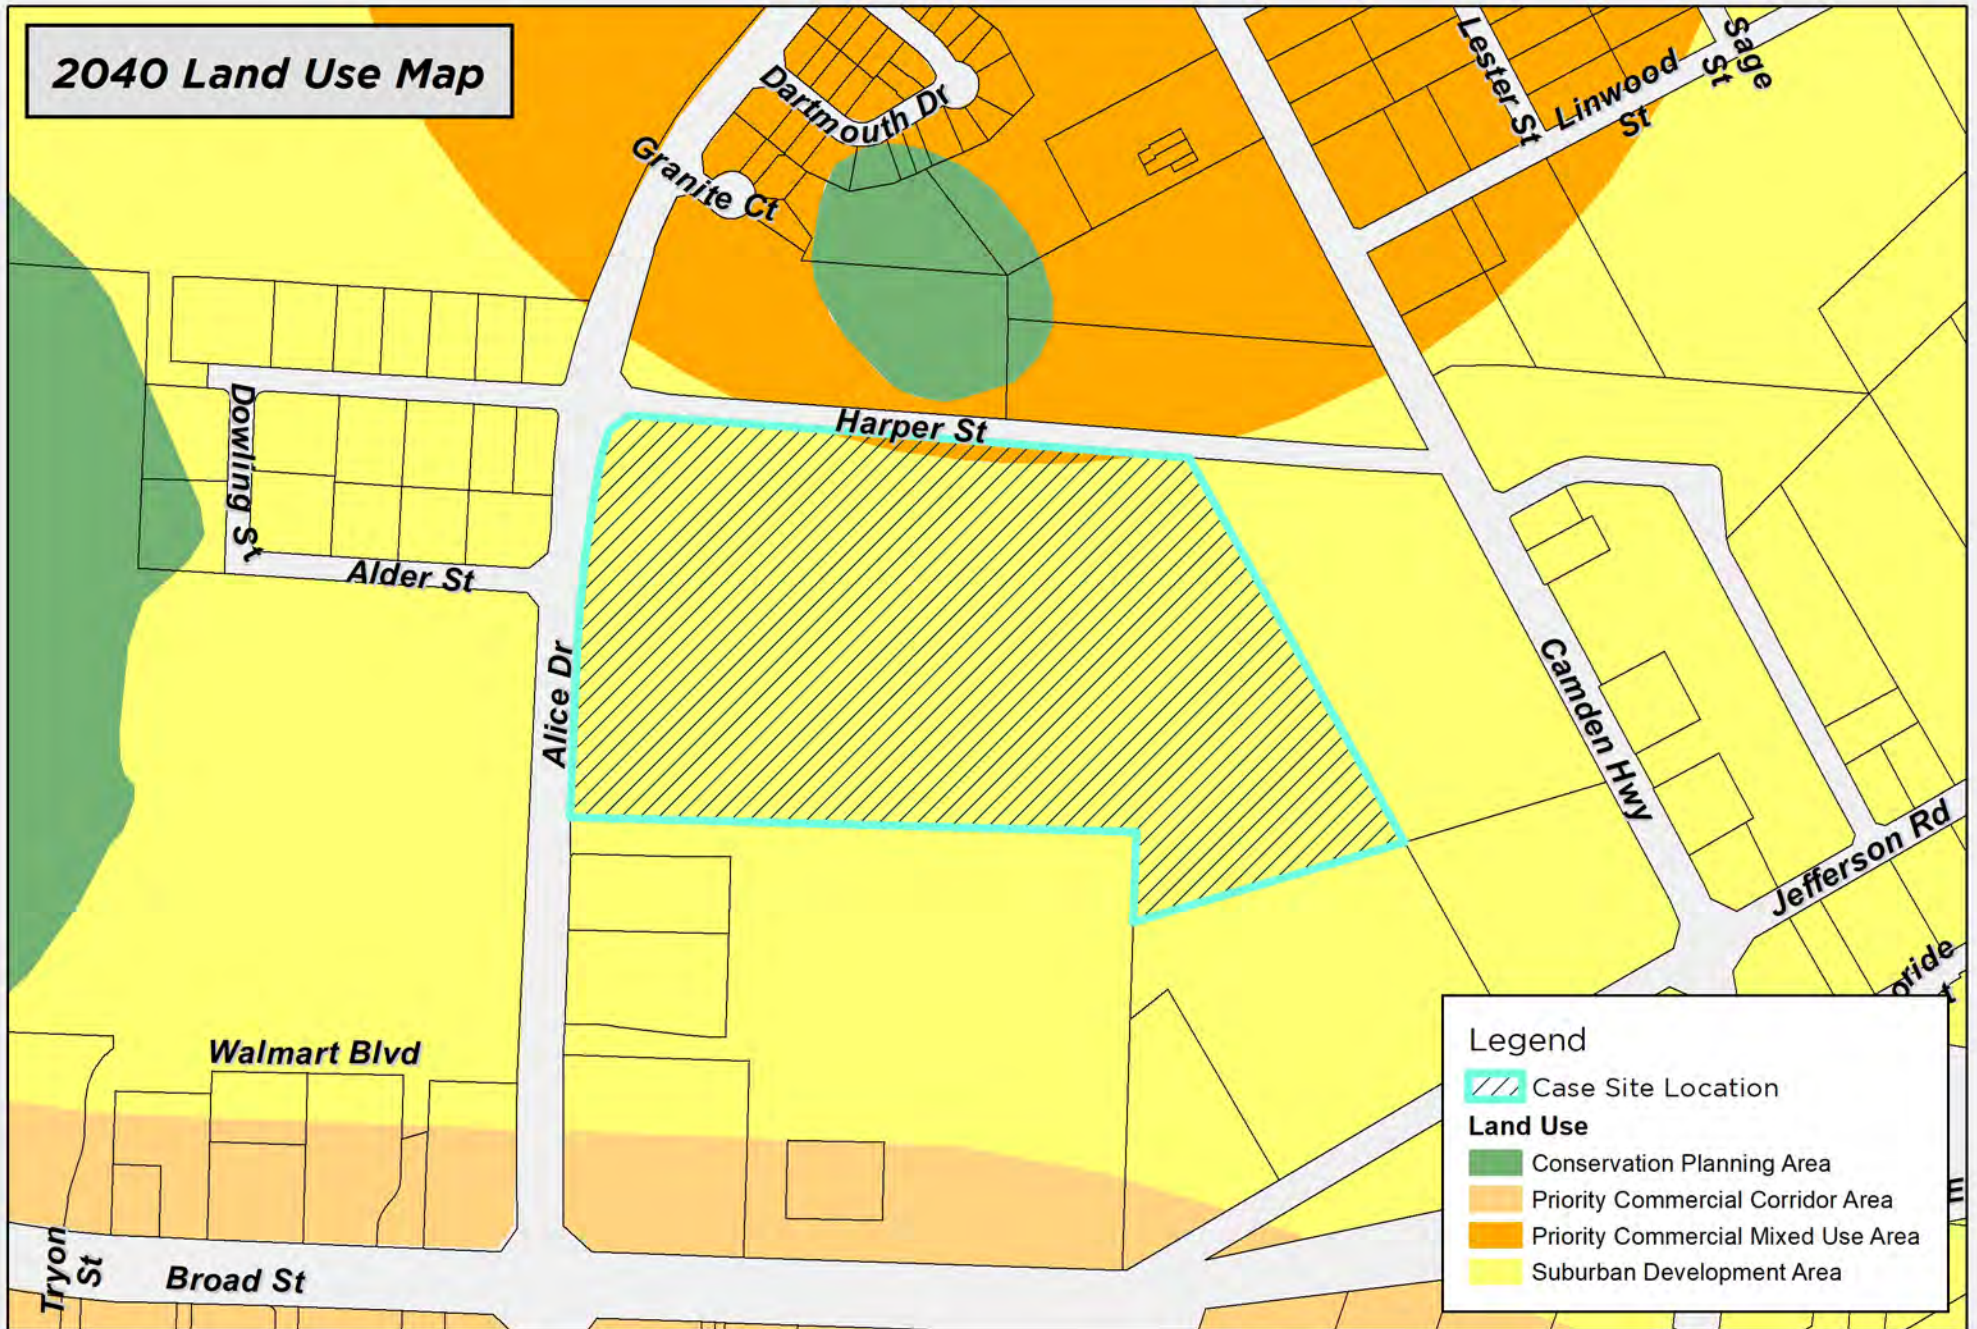 2040 Land Use Map
Dartmouth Dr
Granite Ct
Lester St
Linwood
St
Sage
St
Harper St
Dowling St
Alder St
Alice Dr
Camden Hwy
Jefferson Rd
Walmart Blvd
Tryon
St
Broad St
Legend
Case Site Location
Land Use
Conservation Planning Area
Priority Commercial Corridor Area
Priority Commercial Mixed Use Area
Suburban Development Area